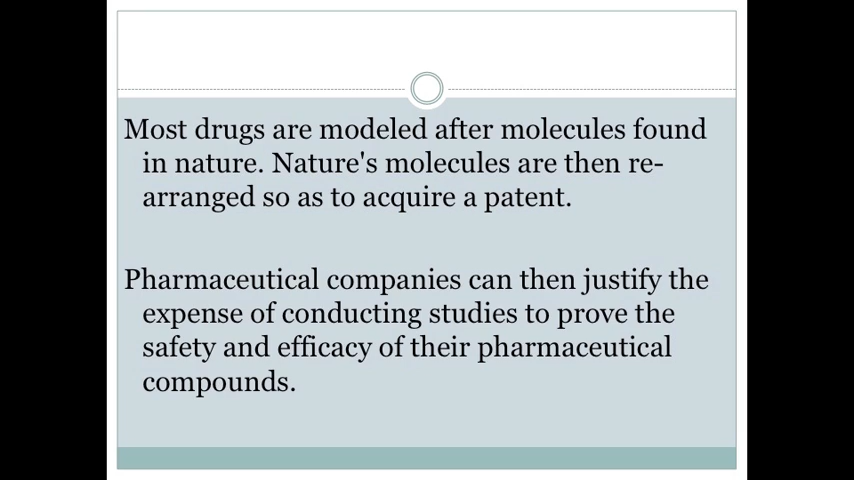 Most drugs are modeled after molecules found
in nature. Nature's molecules are then re-
arranged so as to acquire a patent.
Pharmaceutical companies can then justify the
expense of conducting studies to prove the
safety and efficacy of their pharmaceutical
compounds.